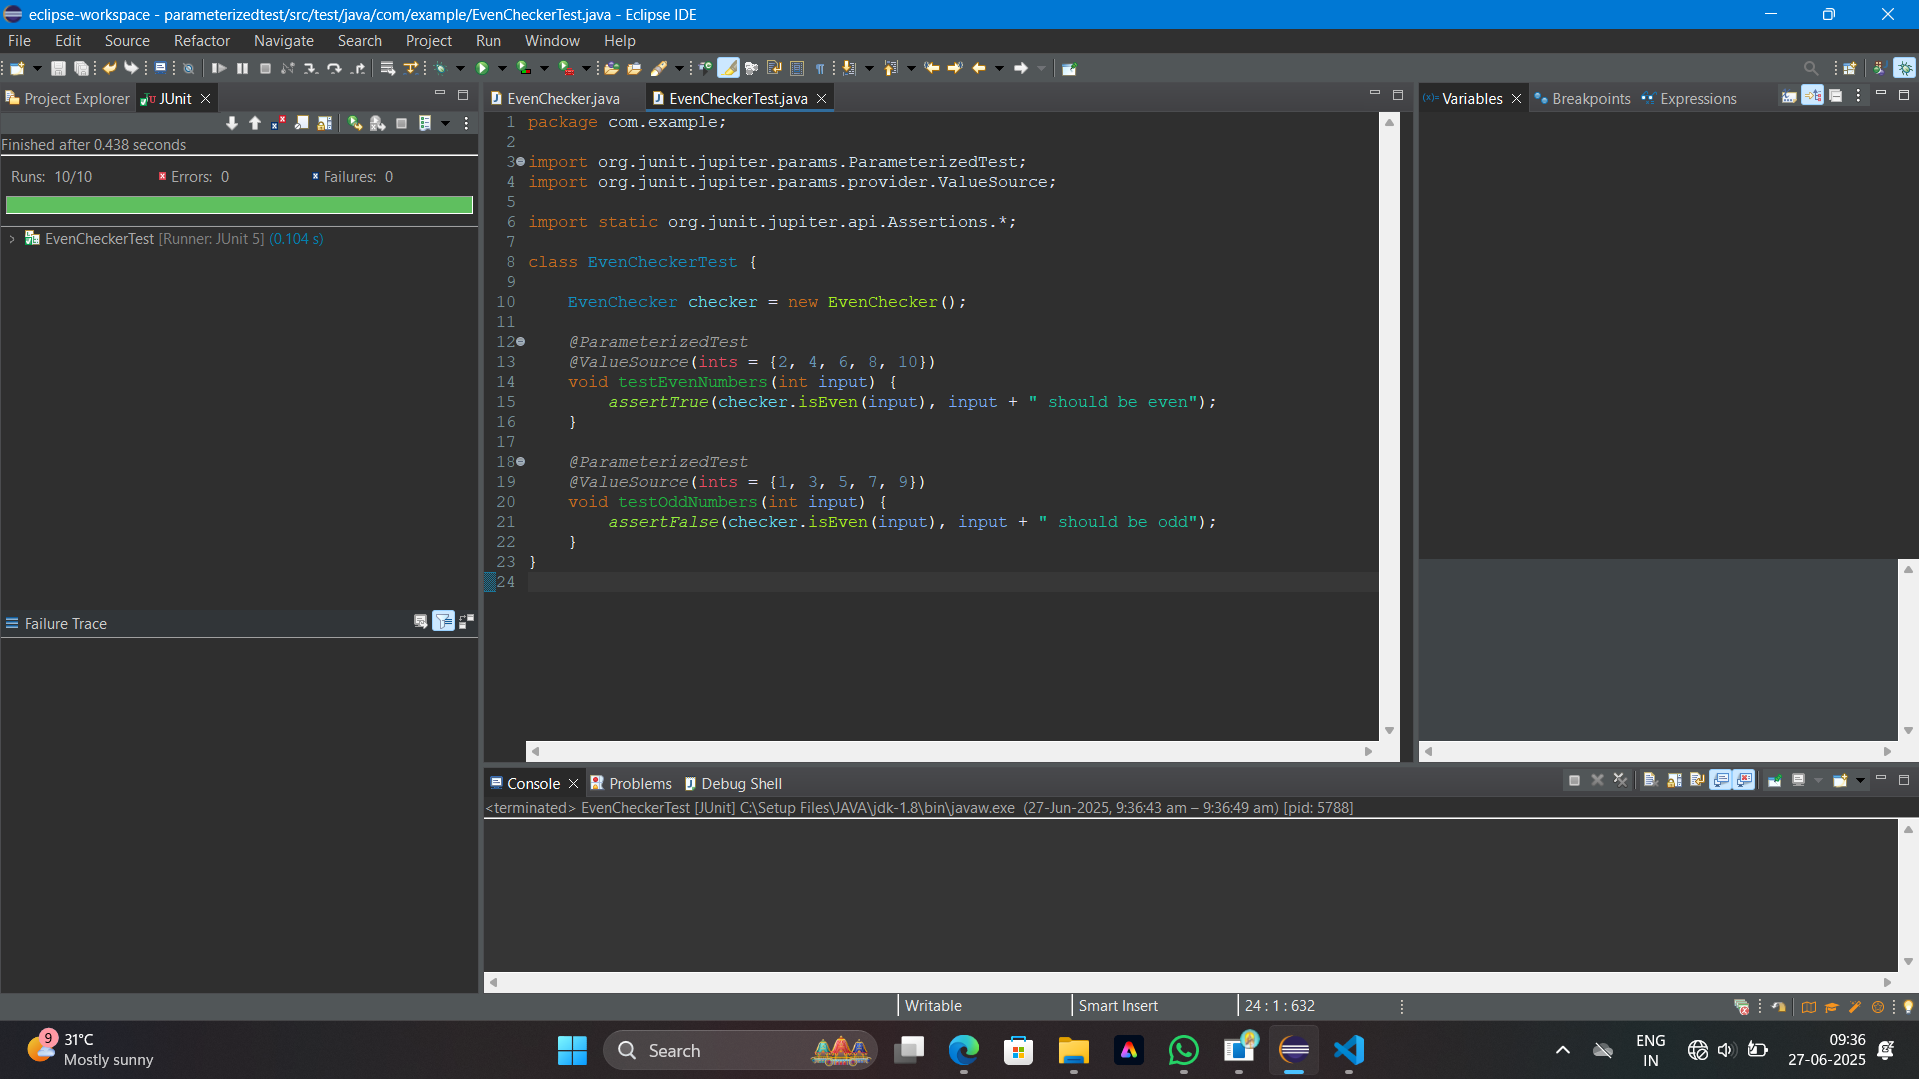 eclipse-workspace - parameterizedtest/src/test/java/com/example/EvenCheckerTest.java - Eclipse IDE
File Edit Source Refactor Navigate Search Project Run Window Help
Project Explorer JUnit
Finished after 0.438 seconds
Runs: 10/10 Errors: 0 Failures: 0
EvenCheckerTest [Runner: JUnit 5] (0.104 s)
Failure Trace
EvenChecker.java EvenCheckerTest.java
1 package com.example;
2
3 import org.junit.jupiter.params.ParameterizedTest;
4 import org.junit.jupiter.params.provider.ValueSource;
5
6 import static org.junit.jupiter.api.Assertions.*;
7
8 class EvenCheckerTest {
9
10 EvenChecker checker = new EvenChecker();
11
12 @ParameterizedTest
13 @ValueSource(ints = {2, 4, 6, 8, 10})
14 void testEvenNumbers(int input) {
15 assertTrue(checker.isEven(input), input + " should be even");
16 }
17
18 @ParameterizedTest
19 @ValueSource(ints = {1, 3, 5, 7, 9})
20 void testOddNumbers(int input) {
21 assertFalse(checker.isEven(input), input + " should be odd");
22 }
23 }
24
Variables Breakpoints Expressions
Console Problems Debug Shell
<terminated> EvenCheckerTest [JUnit] C:\Setup Files\JAVA\jdk-1.8\bin\javaw.exe (27-Jun-2025, 9:36:43 am – 9:36:49 am) [pid: 5788]
Writable Smart Insert 24 : 1 : 632
9
31°C
Mostly sunny
Search
ENG
IN
09:36
27-06-2025